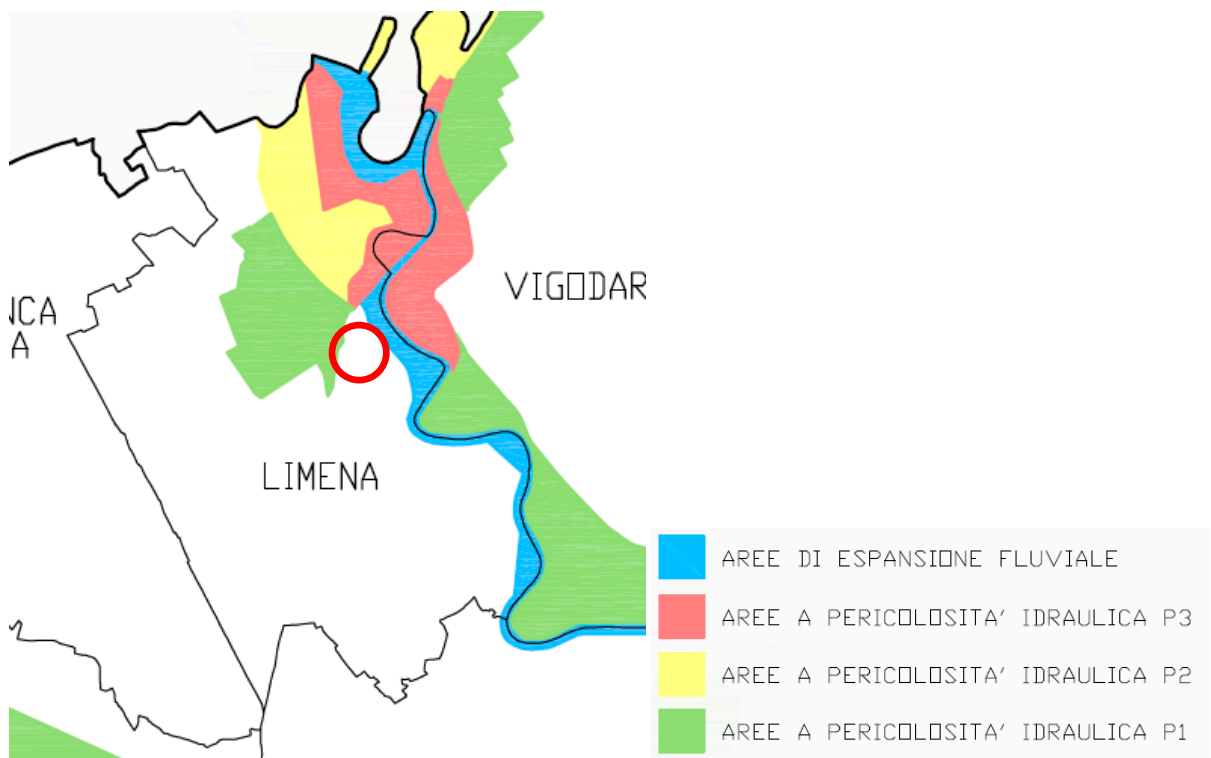 VIGODAR
NCA
A
LIMENA
AREE DI ESPANSIONE FLUVIALE
AREE A PERICOLOSITA' IDRAULICA P3
AREE A PERICOLOSITA' IDRAULICA P2
AREE A PERICOLOSITA' IDRAULICA P1